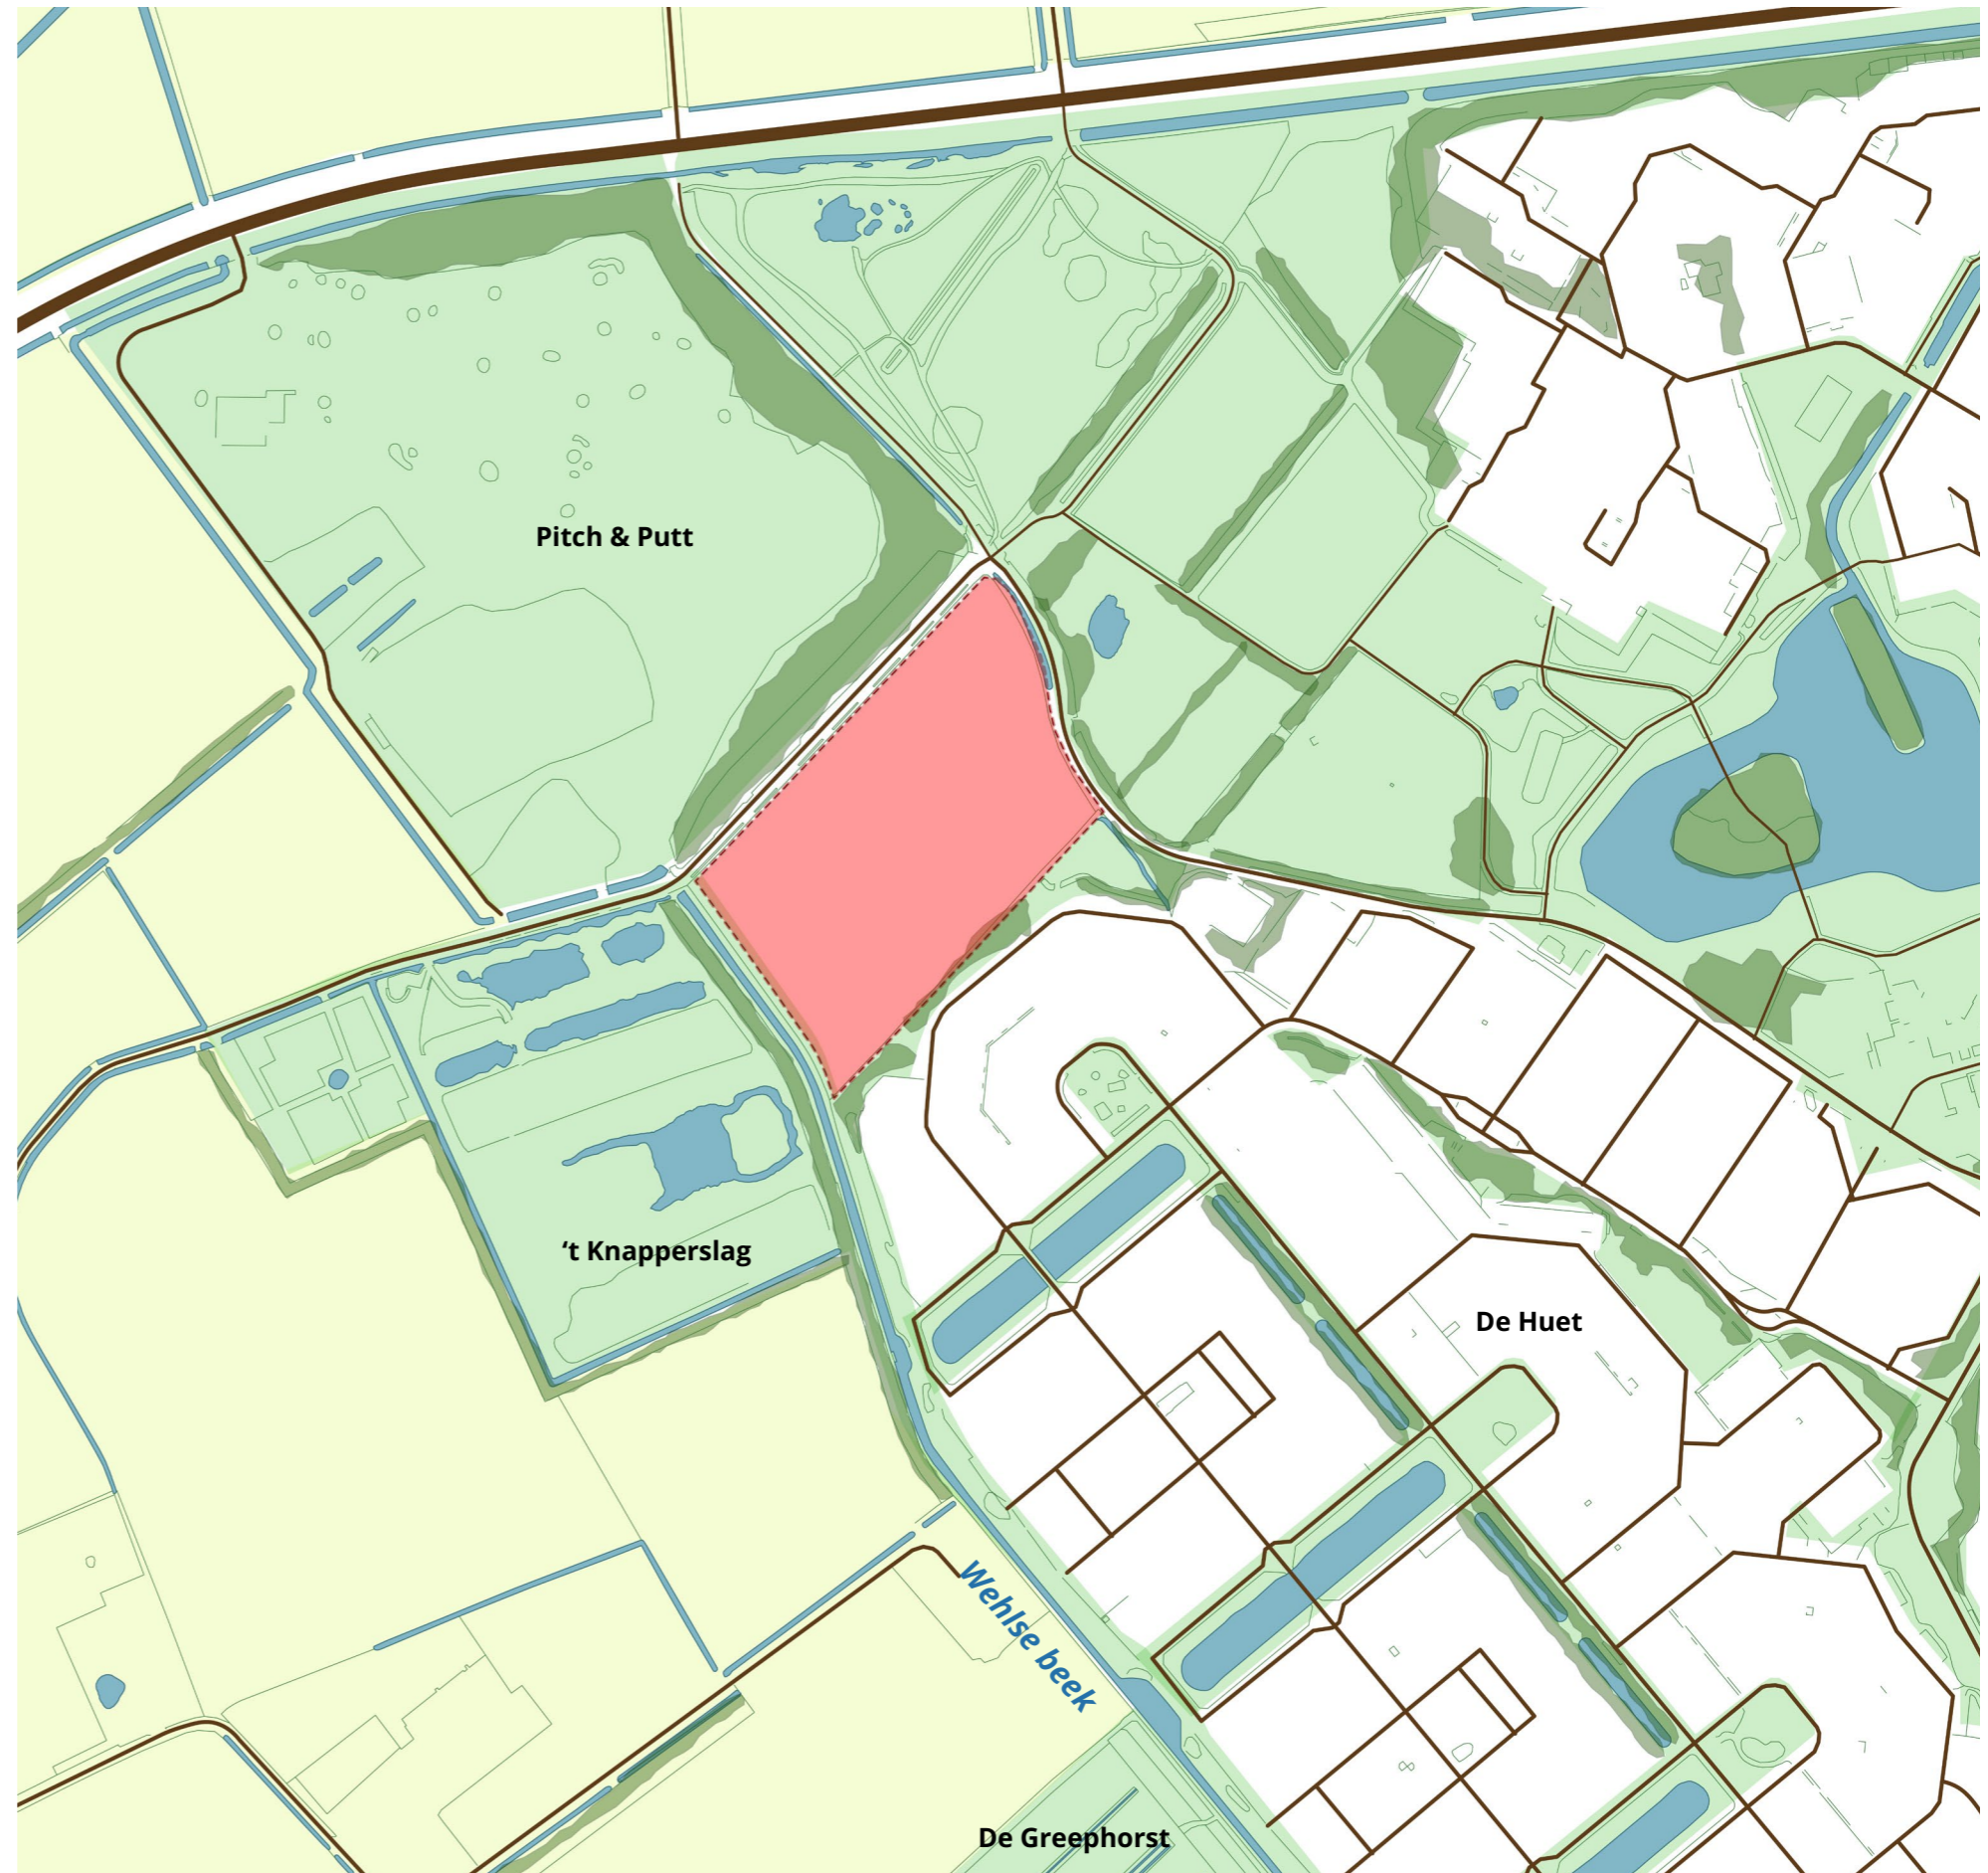 Pitch & Putt
‘t Knapperslag
De Huet
Wehlse beek
De Greephorst